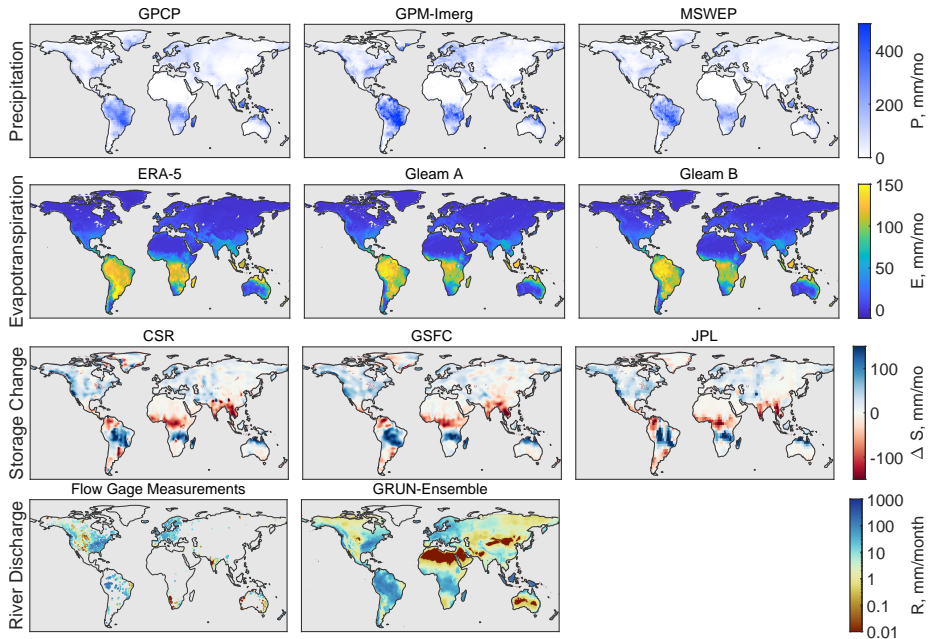 GPCP GPM-Imerg MSWEP
Precipitation
400
200
0
P, mm/mo
ERA-5 Gleam A Gleam B
Evapotranspiration
150
100
50
0
E, mm/mo
CSR GSFC JPL
Storage Change
100
0
-100
Δ S, mm/mo
Flow Gage Measurements GRUN-Ensemble
River Discharge
1000
100
10
1
0.1
0.01
R, mm/month